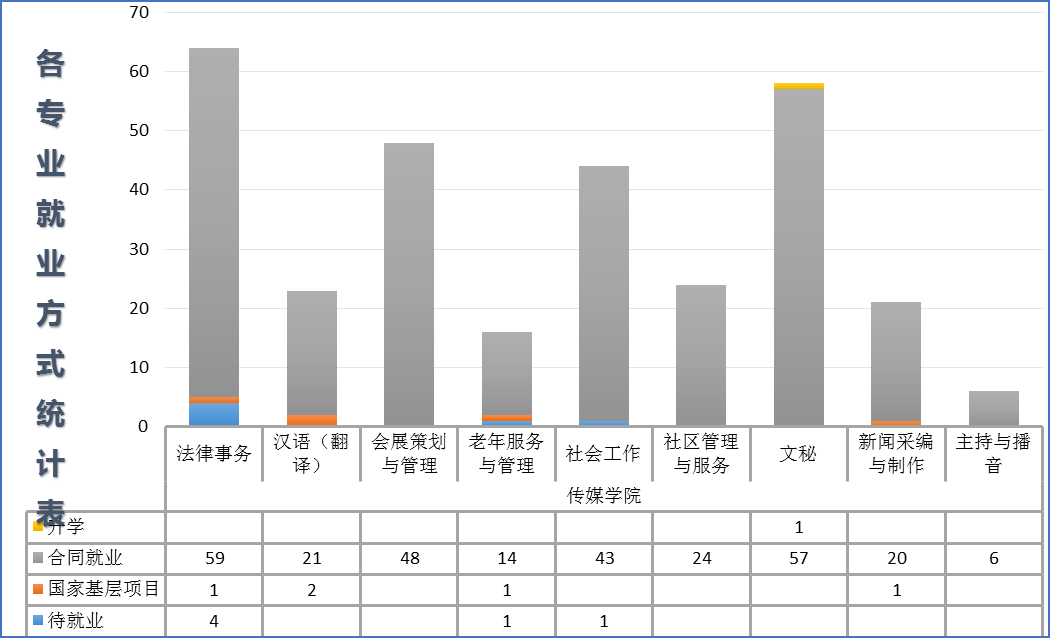 各专业就业方式统计表
70
60
50
40
30
20
10
0
法律事务 汉语（翻译） 会展策划与管理 老年服务与管理 社会工作 社区管理与服务 文秘 新闻采编与制作 主持与播音
传媒学院
升学 1
合同就业 59 21 48 14 43 24 57 20 6
国家基层项目 1 2 1 1
待就业 4 1 1